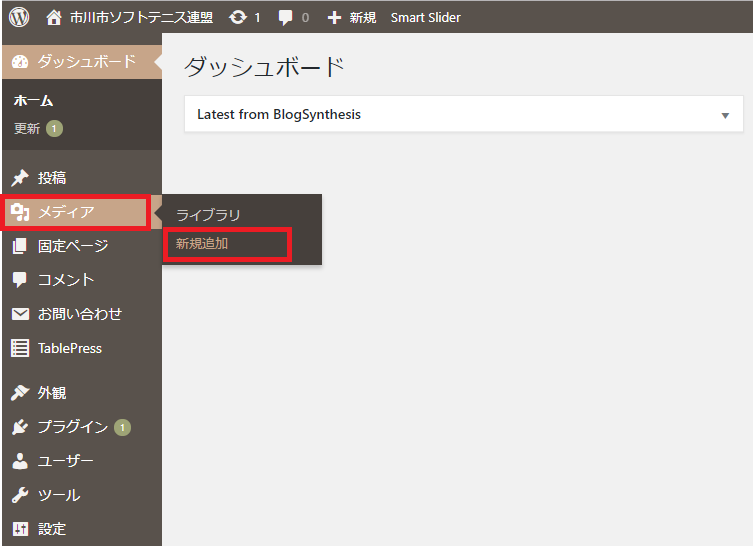 市川市ソフトテニス連盟 1 0 新規 Smart Slider
ダッシュボード
ホーム
更新 1
投稿
メディア
固定ページ
コメント
お問い合わせ
TablePress
外観
プラグイン 1
ユーザー
ツール
設定
ライブラリ
新規追加
ダッシュボード
Latest from BlogSynthesis